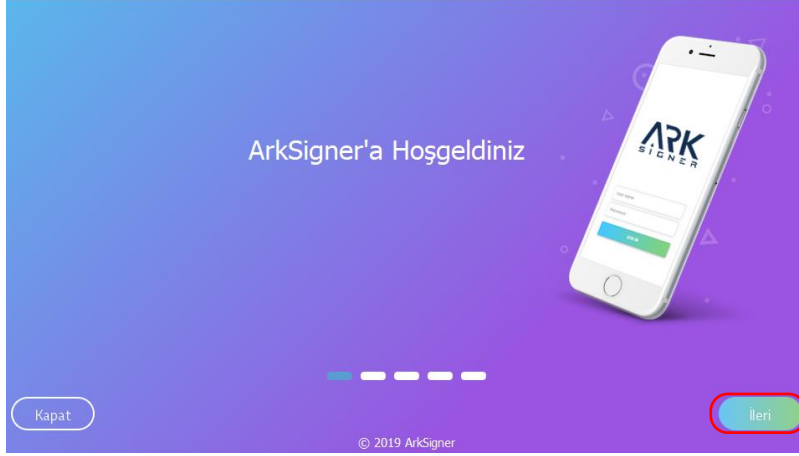 ARK
SIGNER
ArkSigner'a Hoşgeldiniz
Kapat
İleri
© 2019 ArkSigner